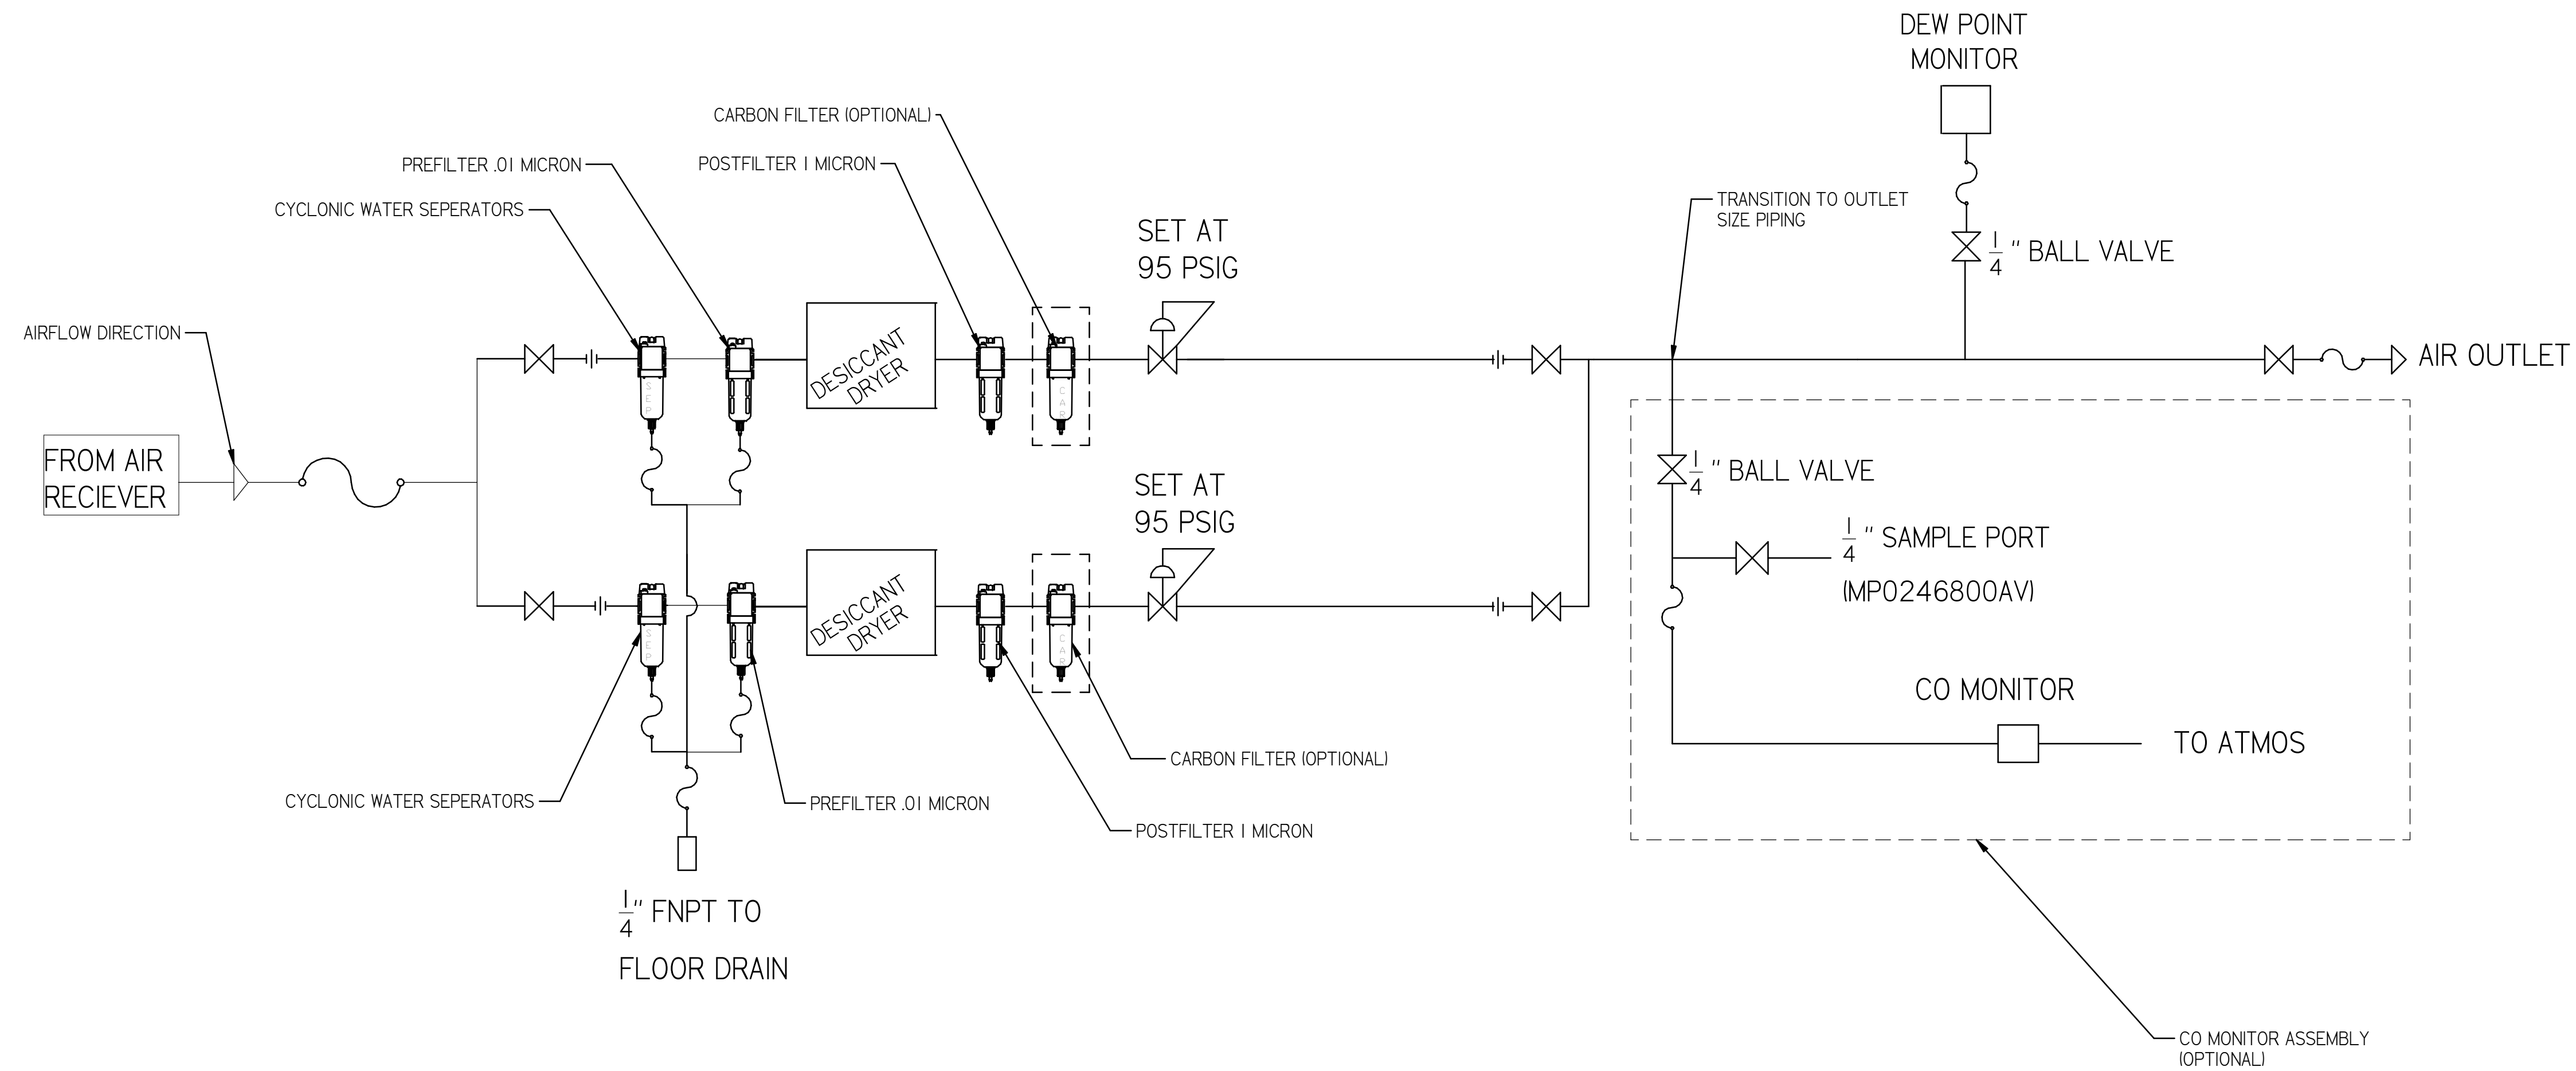 DEW POINT
MONITOR
CARBON FILTER (OPTIONAL)
PREFILTER .01 MICRON
POSTFILTER 1 MICRON
CYCLONIC WATER SEPERATORS
TRANSITION TO OUTLET
SIZE PIPING
SET AT
95 PSIG
1/4 " BALL VALVE
AIRFLOW DIRECTION
SEP
DESICCANT
DRYER
CAR
AIR OUTLET
FROM AIR
RECIEVER
1/4 " BALL VALVE
SET AT
95 PSIG
1/4 " SAMPLE PORT
(MP0246800AV)
SEP
DESICCANT
DRYER
CAR
CO MONITOR
TO ATMOS
CARBON FILTER (OPTIONAL)
CYCLONIC WATER SEPERATORS
PREFILTER .01 MICRON
POSTFILTER 1 MICRON
1/4" FNPT TO
FLOOR DRAIN
CO MONITOR ASSEMBLY
(OPTIONAL)